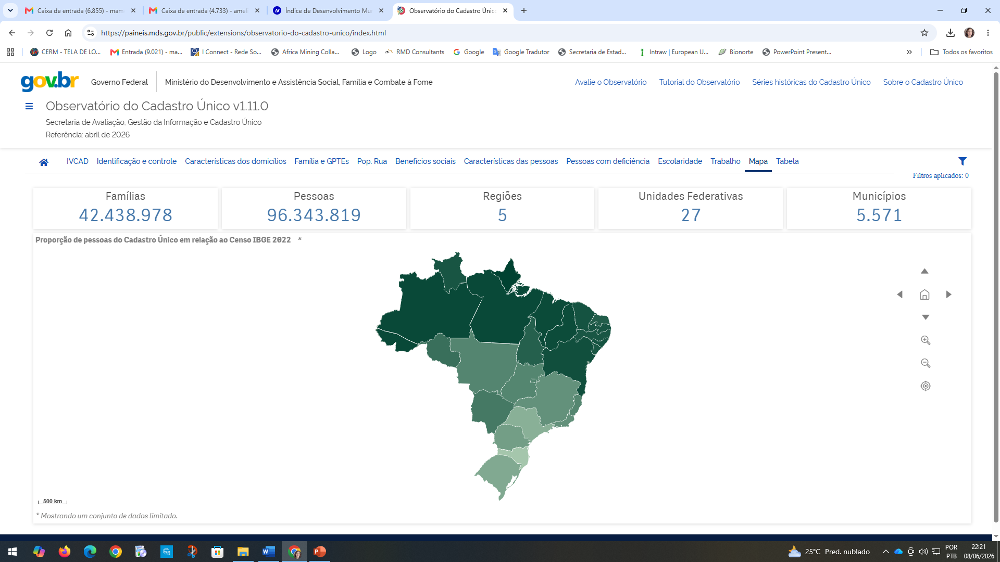 Caixa de entrada (6.855) - mam
Caixa de entrada (4.733) - ameli
Índice de Desenvolvimento Mu
Observatório do Cadastro Únic
https://paineis.mds.gov.br/public/extensions/observatorio-do-cadastro-unico/index.html
CERM - TELA DE LO...
Entrada (9.021) - ma...
I Connect - Rede So...
Africa Mining Colla...
Logo
RMD Consultants
Google
Google Tradutor
Secretaria de Estad...
Intraw | European U...
Bionorte
PowerPoint Present...
Todos os favoritos
gov.br
Governo Federal
Ministério do Desenvolvimento e Assistência Social, Família e Combate à Fome
Avalie o Observatório
Tutorial do Observatório
Séries históricas do Cadastro Único
Sobre o Cadastro Único
Observatório do Cadastro Único v1.11.0
Secretaria de Avaliação, Gestão da Informação e Cadastro Único
Referência: abril de 2026
IVCAD
Identificação e controle
Características dos domicílios
Família e GPTEs
Pop. Rua
Benefícios sociais
Características das pessoas
Pessoas com deficiência
Escolaridade
Trabalho
Mapa
Tabela
Filtros aplicados: 0
Famílias
42.438.978
Pessoas
96.343.819
Regiões
5
Unidades Federativas
27
Municípios
5.571
Proporção de pessoas do Cadastro Único em relação ao Censo IBGE 2022 *
500 km
* Mostrando um conjunto de dados limitado.
25°C Pred. nublado
POR
PTB
22:21
08/06/2026